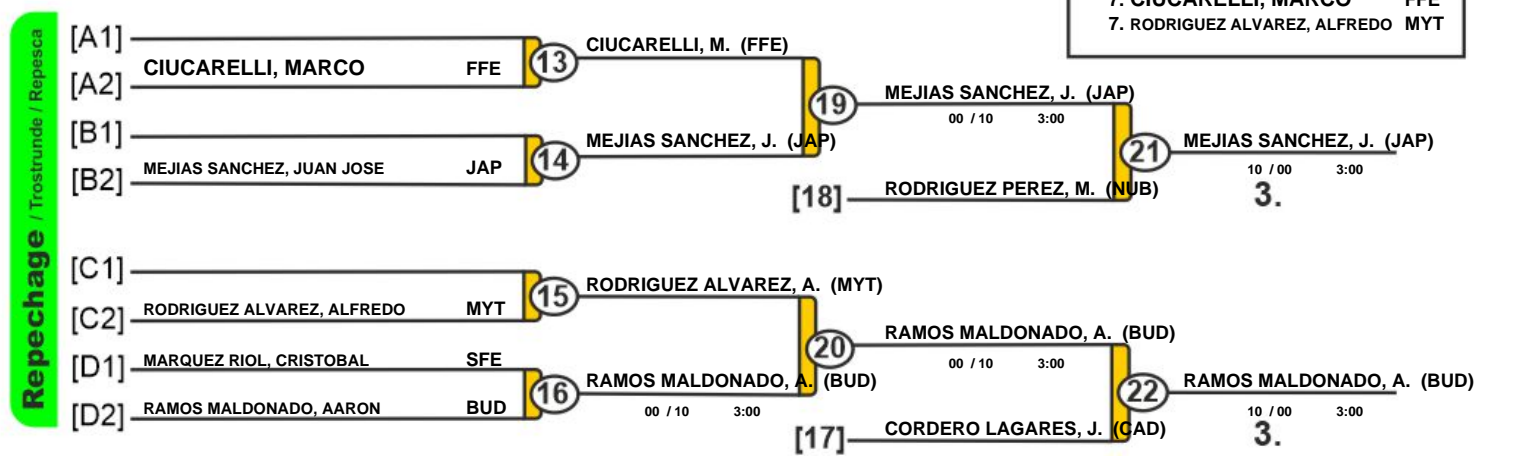 7. CIUCARELLI, MARCO FFE
7. RODRIGUEZ ALVAREZ, ALFREDO MYT
Repechage / Trostrunde / Repesca
[A1]
CIUCARELLI, M. (FFE)
CIUCARELLI, MARCO FFE 13
[A2]
MEJIAS SANCHEZ, J. (JAP)
19
00 / 10 3:00
[B1]
MEJIAS SANCHEZ, J. (JAP)
MEJIAS SANCHEZ, J. (JAP)
14
21
MEJIAS SANCHEZ, JUAN JOSE JAP
10 / 00 3:00
[B2]
[18] RODRIGUEZ PEREZ, M. (NUB)
3.
[C1]
RODRIGUEZ ALVAREZ, A. (MYT)
15
RODRIGUEZ ALVAREZ, ALFREDO MYT
[C2]
RAMOS MALDONADO, A. (BUD)
20
[D1] MARQUEZ RIOL, CRISTOBAL SFE
00 / 10 3:00
RAMOS MALDONADO, A. (BUD)
RAMOS MALDONADO, A. (BUD)
16
22
[D2] RAMOS MALDONADO, AARON BUD
00 / 10 3:00
10 / 00 3:00
[17] CORDERO LAGARES, J. (CAD)
3.